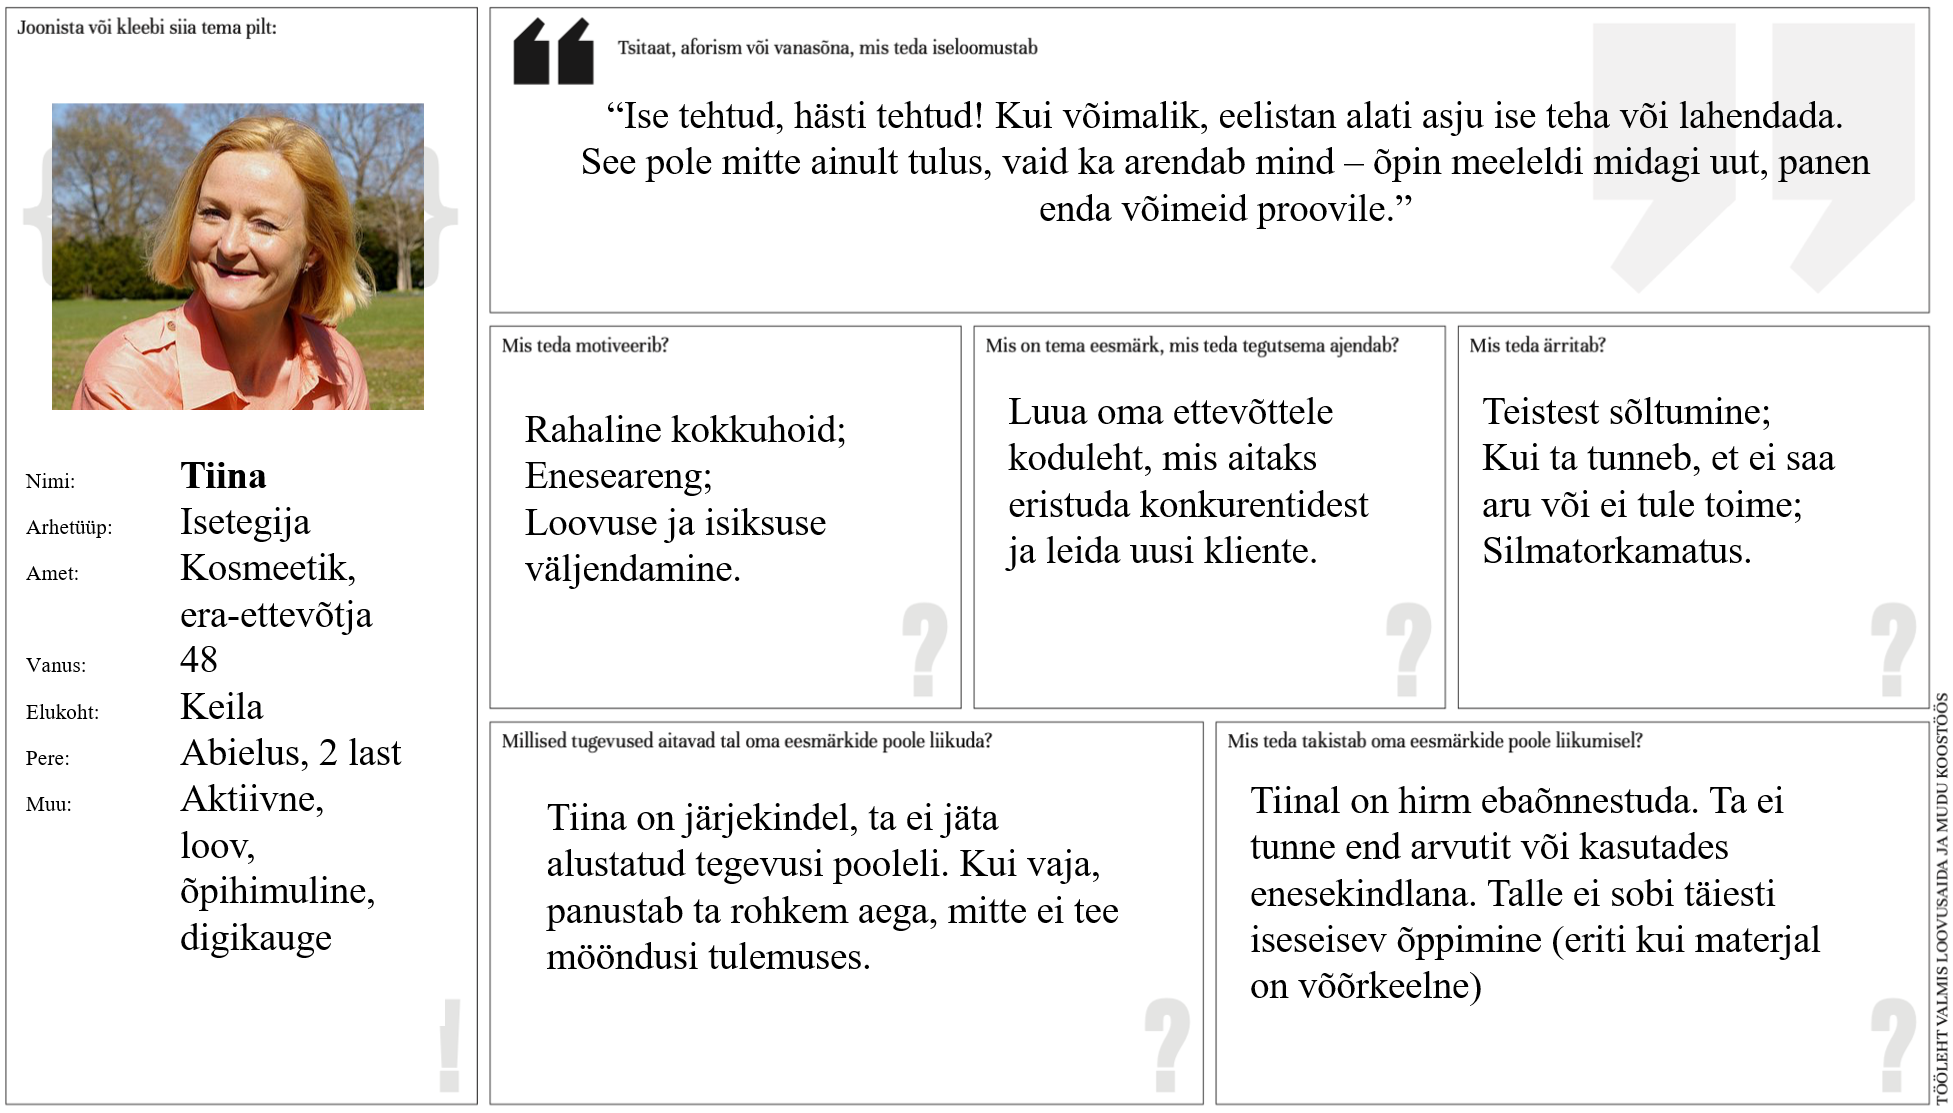 Joonista või kleebi siia tema pilt:
Nimi: Tiina
Arhetüüp: Isetegija
Amet: Kosmeetik,
era-ettevõtja
Vanus: 48
Elukoht: Keila
Pere: Abielus, 2 last
Muu: Aktiivne,
loov,
õpihimuline,
digikauge
Tsitaat, aforism või vanasõna, mis teda iseloomustab
“Ise tehtud, hästi tehtud! Kui võimalik, eelistan alati asju ise teha või lahendada.
See pole mitte ainult tulus, vaid ka arendab mind – õpin meeleldi midagi uut, panen
enda võimeid proovile.”
Mis teda motiveerib?
Rahaline kokkuhoid;
Eneseareng;
Loovuse ja isiksuse
väljendamine.
Mis on tema eesmärk, mis teda tegutsema ajendab?
Luua oma ettevõttele
koduleht, mis aitaks
eristuda konkurentidest
ja leida uusi kliente.
Mis teda ärritab?
Teistest sõltumine;
Kui ta tunneb, et ei saa
aru või ei tule toime;
Silmatorkamatus.
Millised tugevused aitavad tal oma eesmärkide poole liikuda?
Tiina on järjekindel, ta ei jäta
alustatud tegevusi pooleli. Kui vaja,
panustab ta rohkem aega, mitte ei tee
mööndusi tulemuses.
Mis teda takistab oma eesmärkide poole liikumisel?
Tiinal on hirm ebaõnnestuda. Ta ei
tunne end arvutit või kasutades
enesekindlana. Talle ei sobi täiesti
iseseisev õppimine (eriti kui materjal
on võõrkeelne)
TÖÖLEHT VALMIS LOOVUSAIDA JA MUDU KOOSTÖÖS